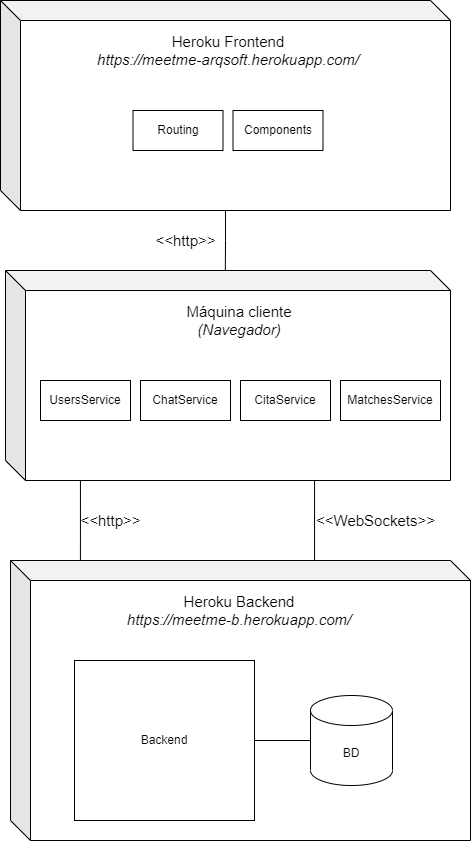 Heroku Frontend
https://meetme-arqsoft.herokuapp.com/
Routing
Components
<<http>>
Máquina cliente
(Navegador)
UsersService
ChatService
CitaService
MatchesService
<<http>>
<<WebSockets>>
Heroku Backend
https://meetme-b.herokuapp.com/
Backend
BD